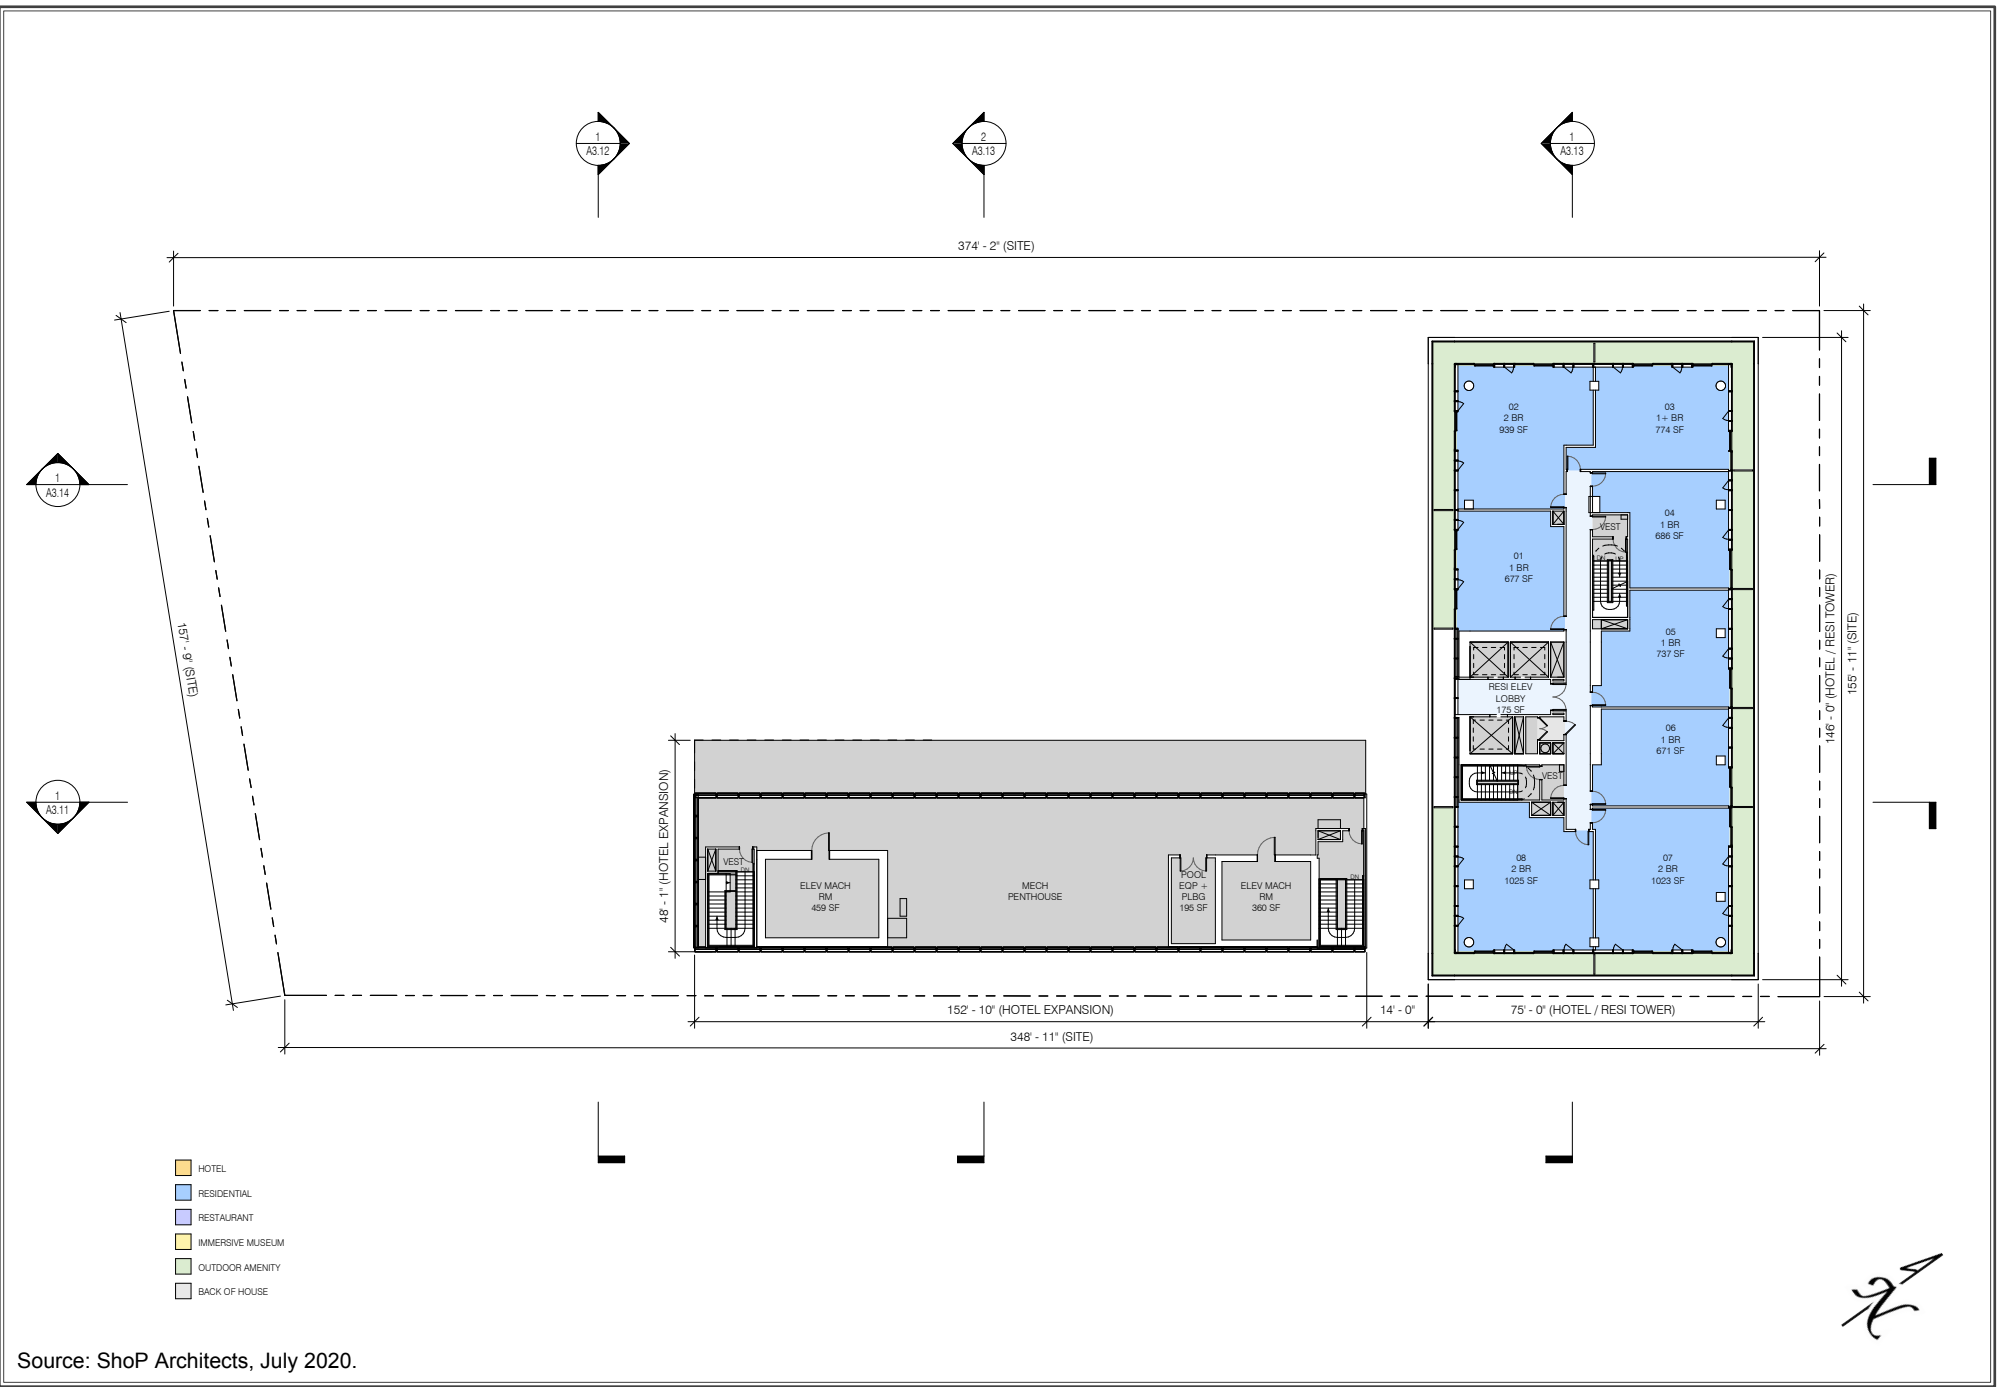 1
A3.12
2
A3.13
1
A3.13
374' - 2" (SITE)
1
A3.14
1
A3.11
157' - 9" (SITE)
02
2 BR
939 SF
03
1+ BR
774 SF
04
1 BR
686 SF
VEST
DN
UP
01
1 BR
677 SF
05
1 BR
737 SF
RESI ELEV
LOBBY
175 SF
06
1 BR
671 SF
VEST
08
2 BR
1025 SF
07
2 BR
1023 SF
146' - 0" (HOTEL / RESI TOWER)
155' - 11" (SITE)
48' - 1" (HOTEL EXPANSION)
VEST
DN
ELEV MACH
RM
459 SF
MECH
PENTHOUSE
POOL
EQP +
PLBG
195 SF
ELEV MACH
RM
360 SF
DN
152' - 10" (HOTEL EXPANSION)
14' - 0"
75' - 0" (HOTEL / RESI TOWER)
348' - 11" (SITE)
HOTEL
RESIDENTIAL
RESTAURANT
IMMERSIVE MUSEUM
OUTDOOR AMENITY
BACK OF HOUSE
Source: ShoP Architects, July 2020.